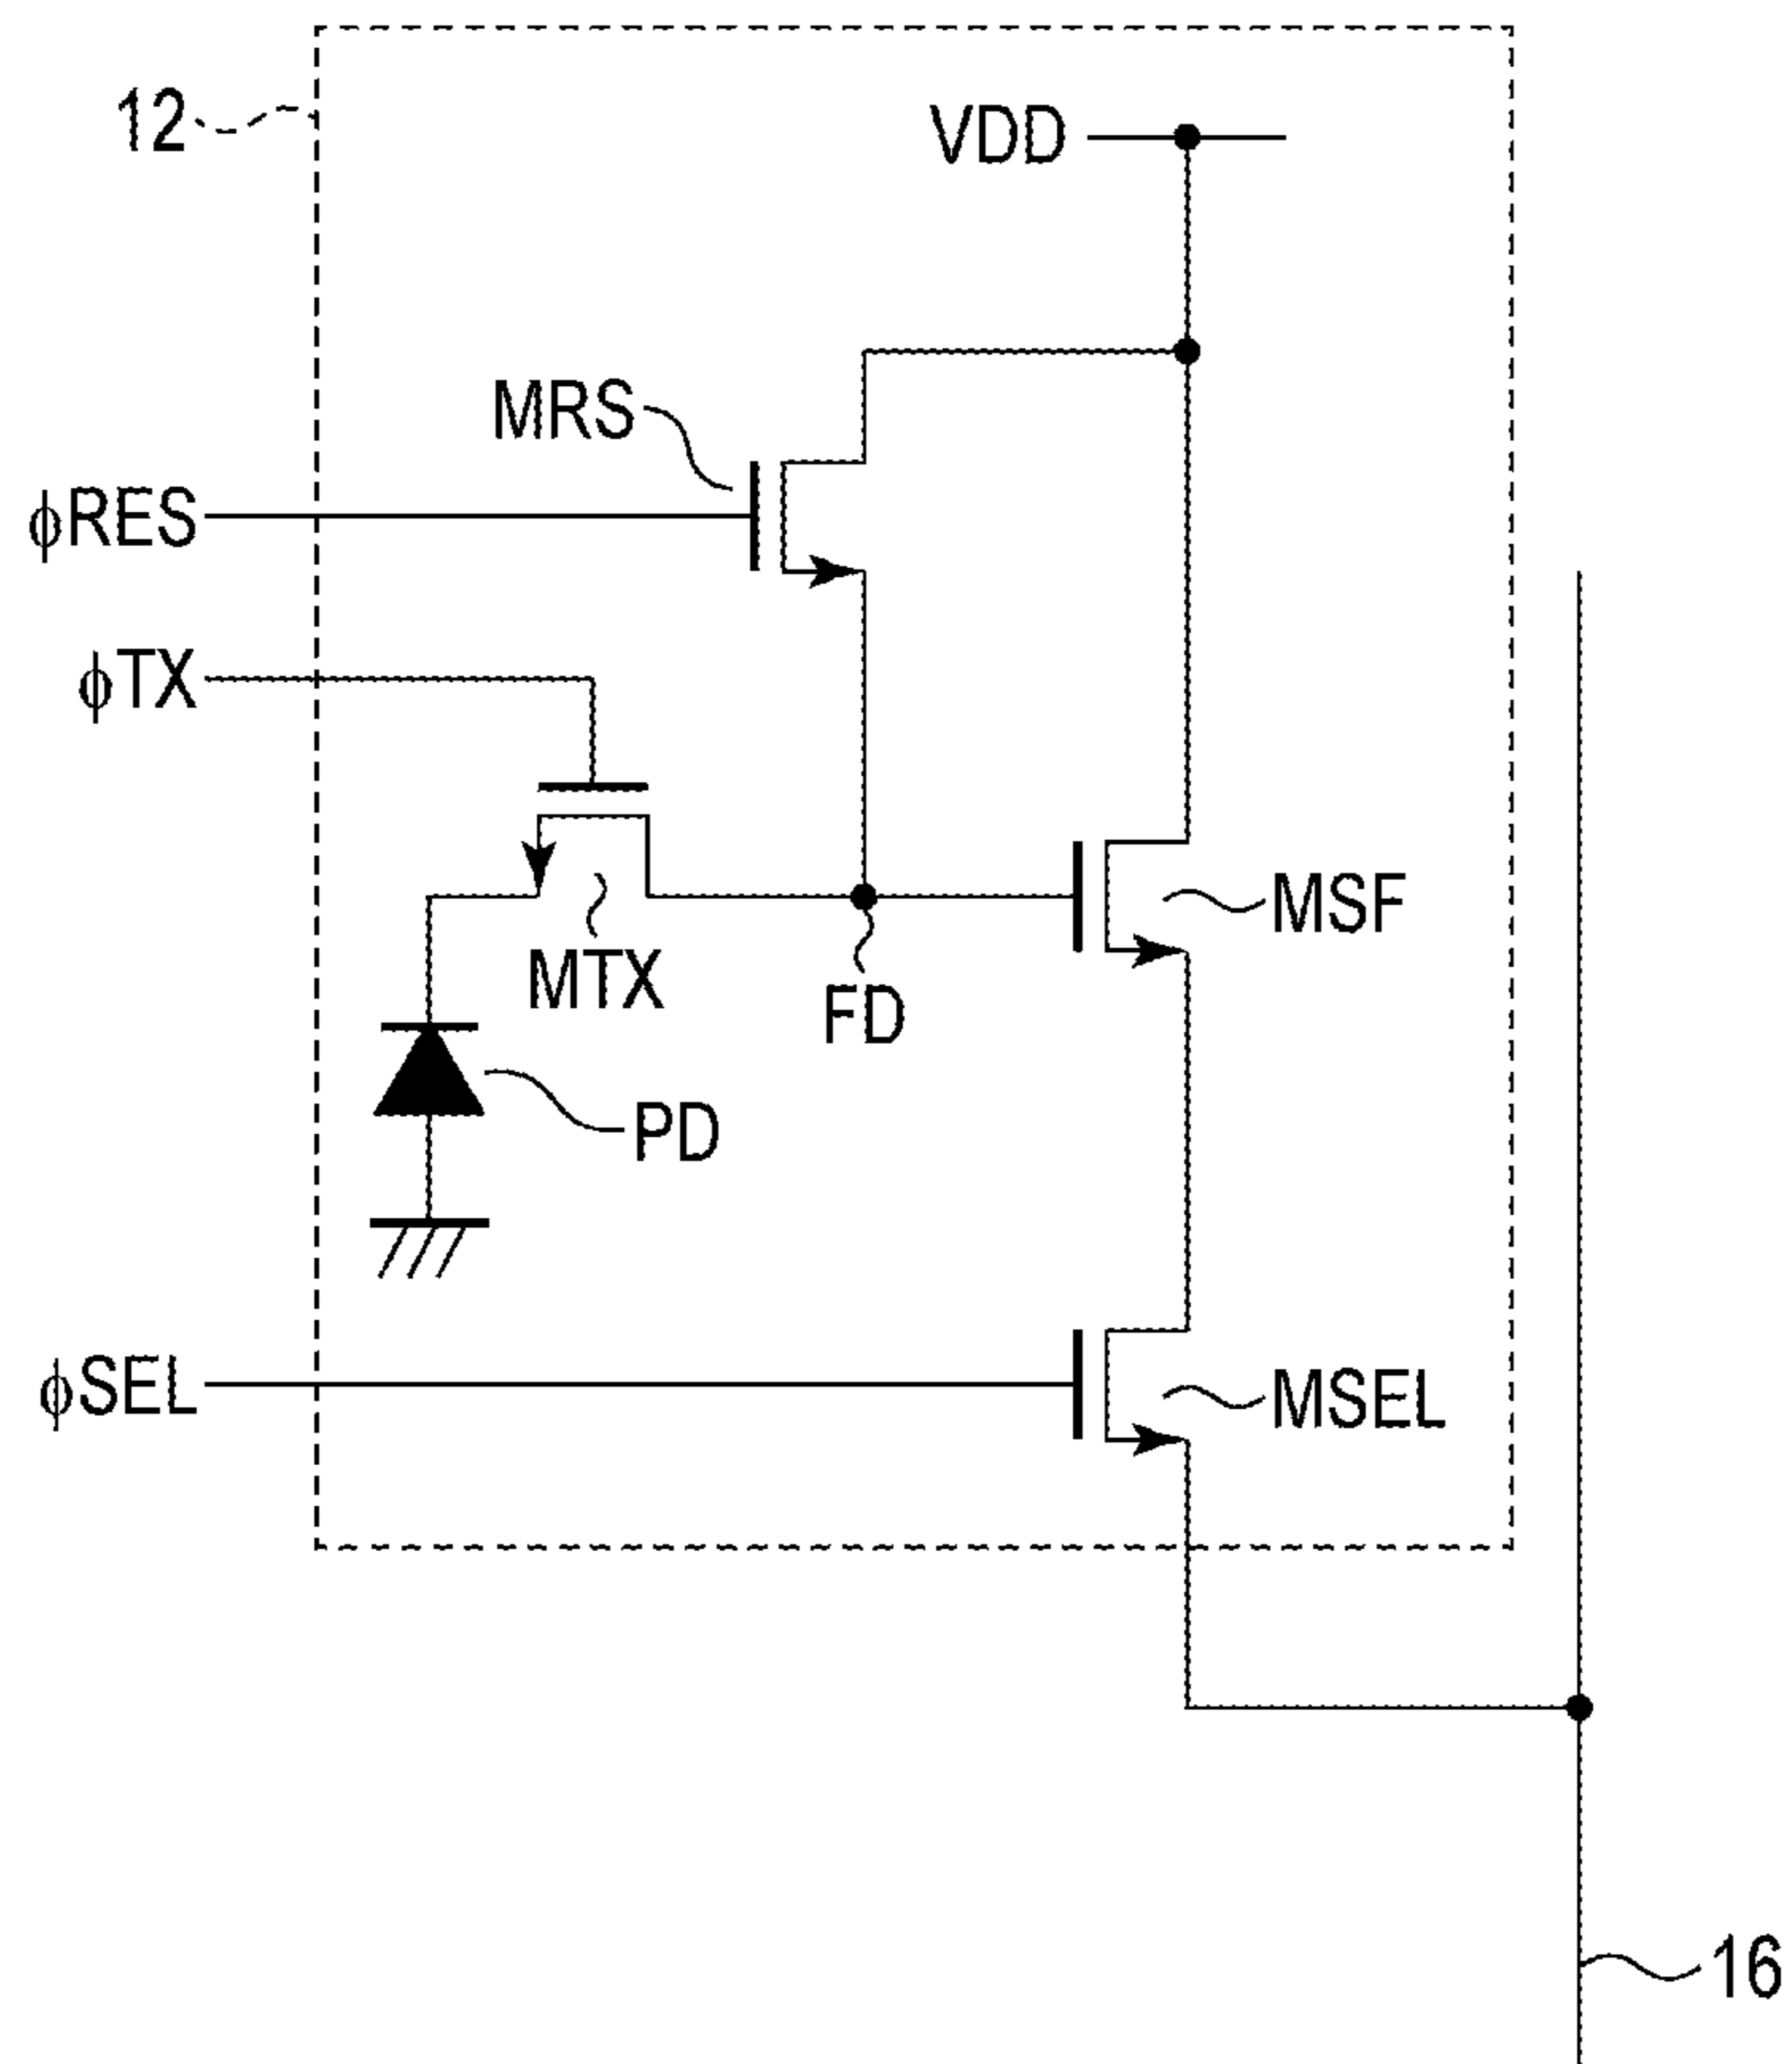 12
VDD
MRS
ϕRES
ϕTX
MSF
MTX
FD
PD
ϕSEL
MSEL
16